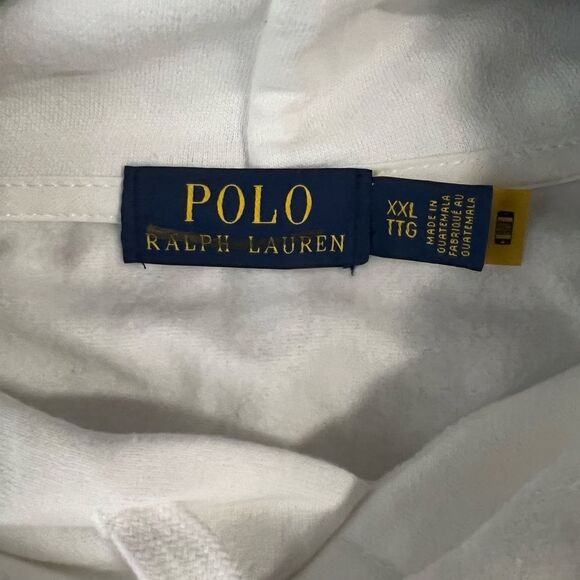 POLO
RALPH LAUREN
XXL
TTG
MADE IN
GUATEMALA
FABRIQUÉ AU
GUATEMALA